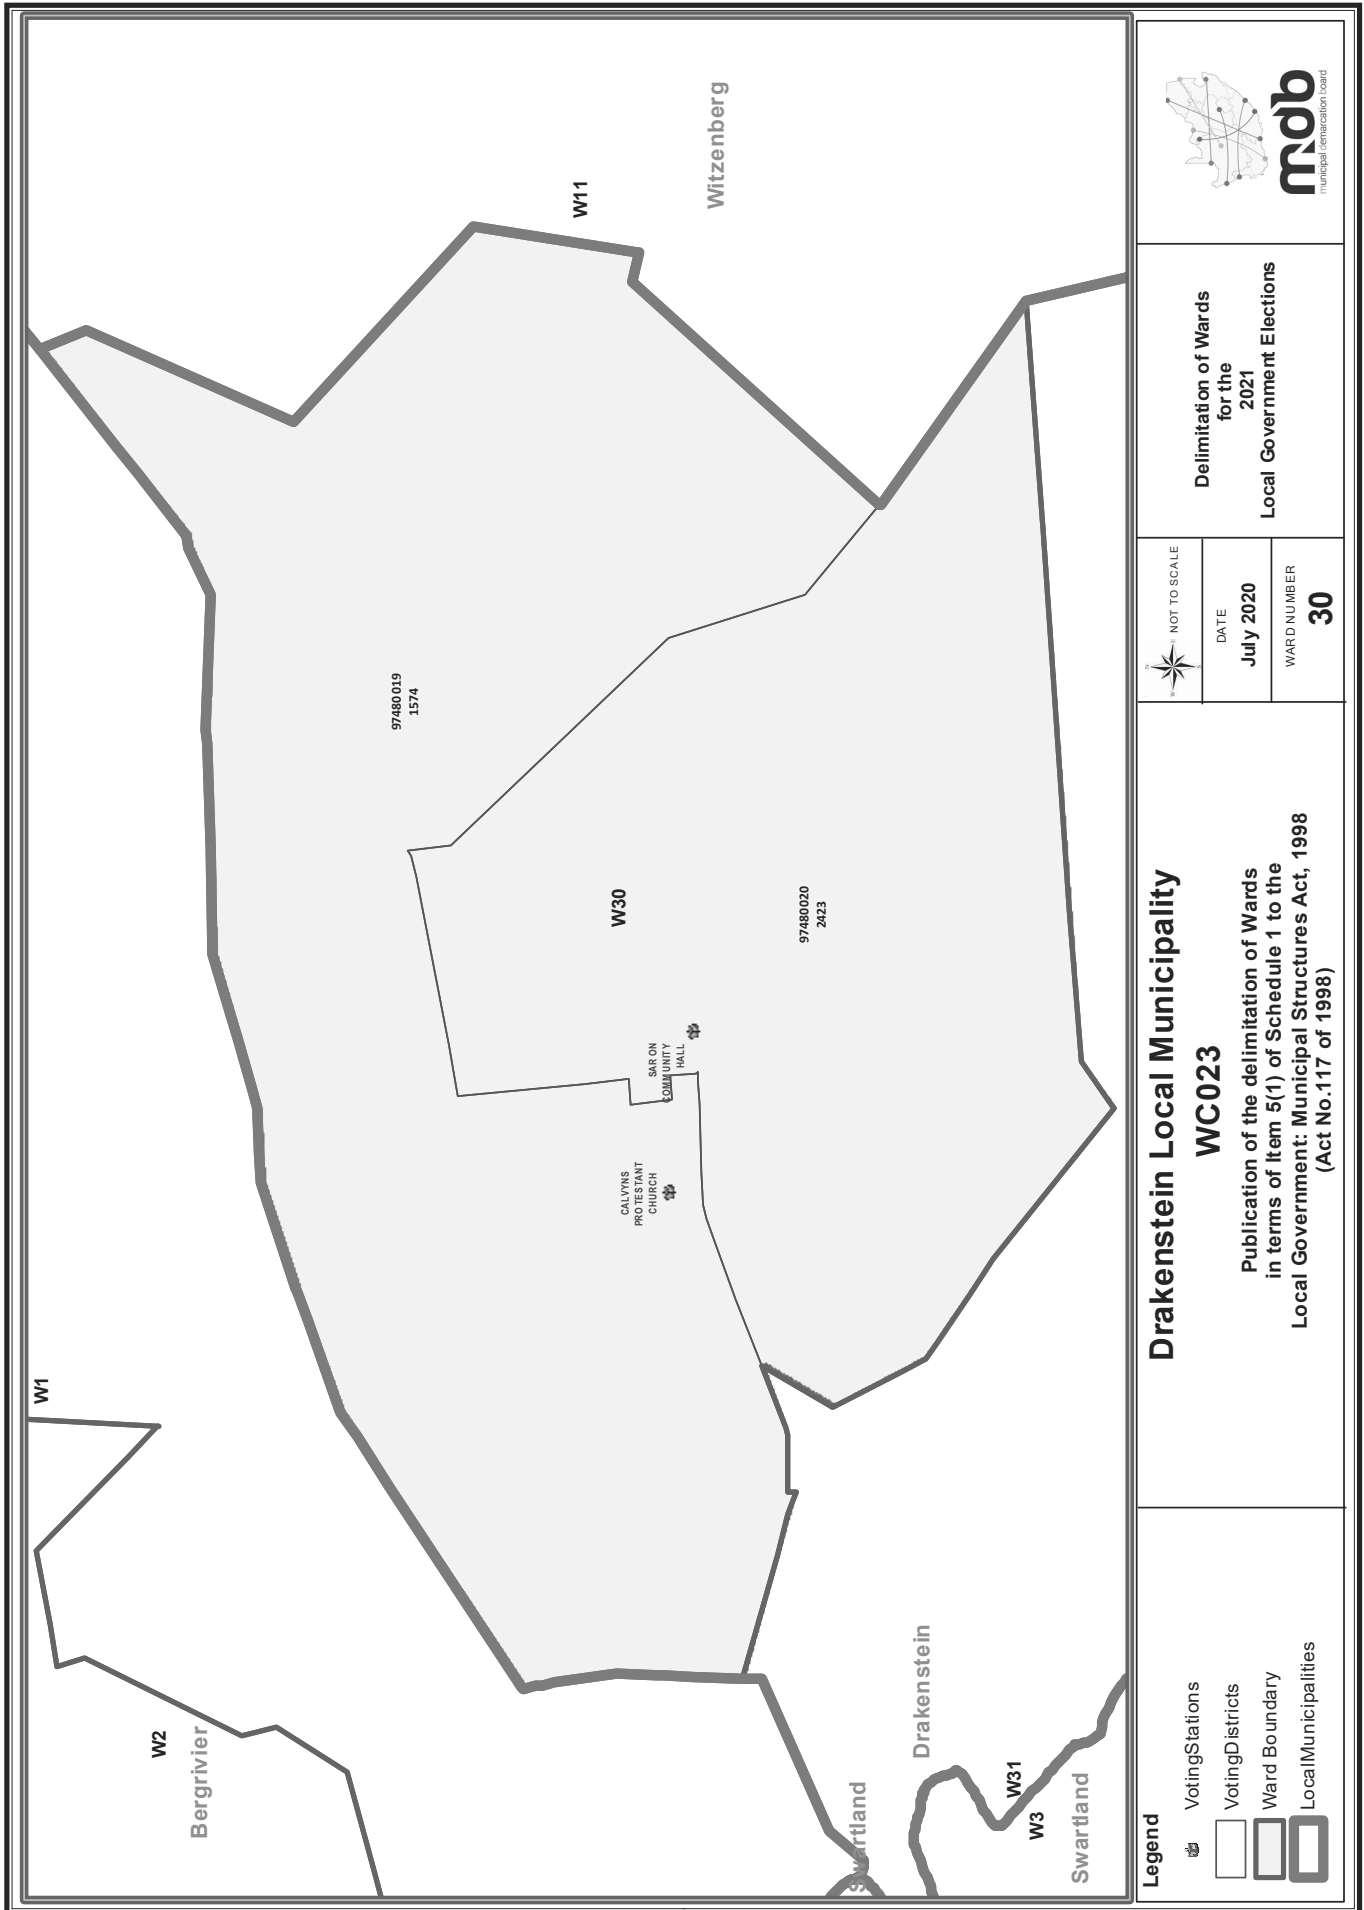 W1
W2
Bergrivier
W11
Witzenberg
97480019
1574
W30
97480020
2423
SARON
COMMUNITY
HALL
CALVYNS
PROTESTANT
CHURCH
Drakenstein
W31
W3
Swartland
Swartland
Legend
VotingStations
VotingDistricts
Ward Boundary
LocalMunicipalities
Drakenstein Local Municipality
WC023
Publication of the delimitation of Wards
in terms of Item 5(1) of Schedule 1 to the
Local Government: Municipal Structures Act, 1998
(Act No.117 of 1998)
N
E
S
W
NOT TO SCALE
DATE
July 2020
WARD NUMBER
30
Delimitation of Wards
for the
2021
Local Government Elections
mdb
municipal demarcation board